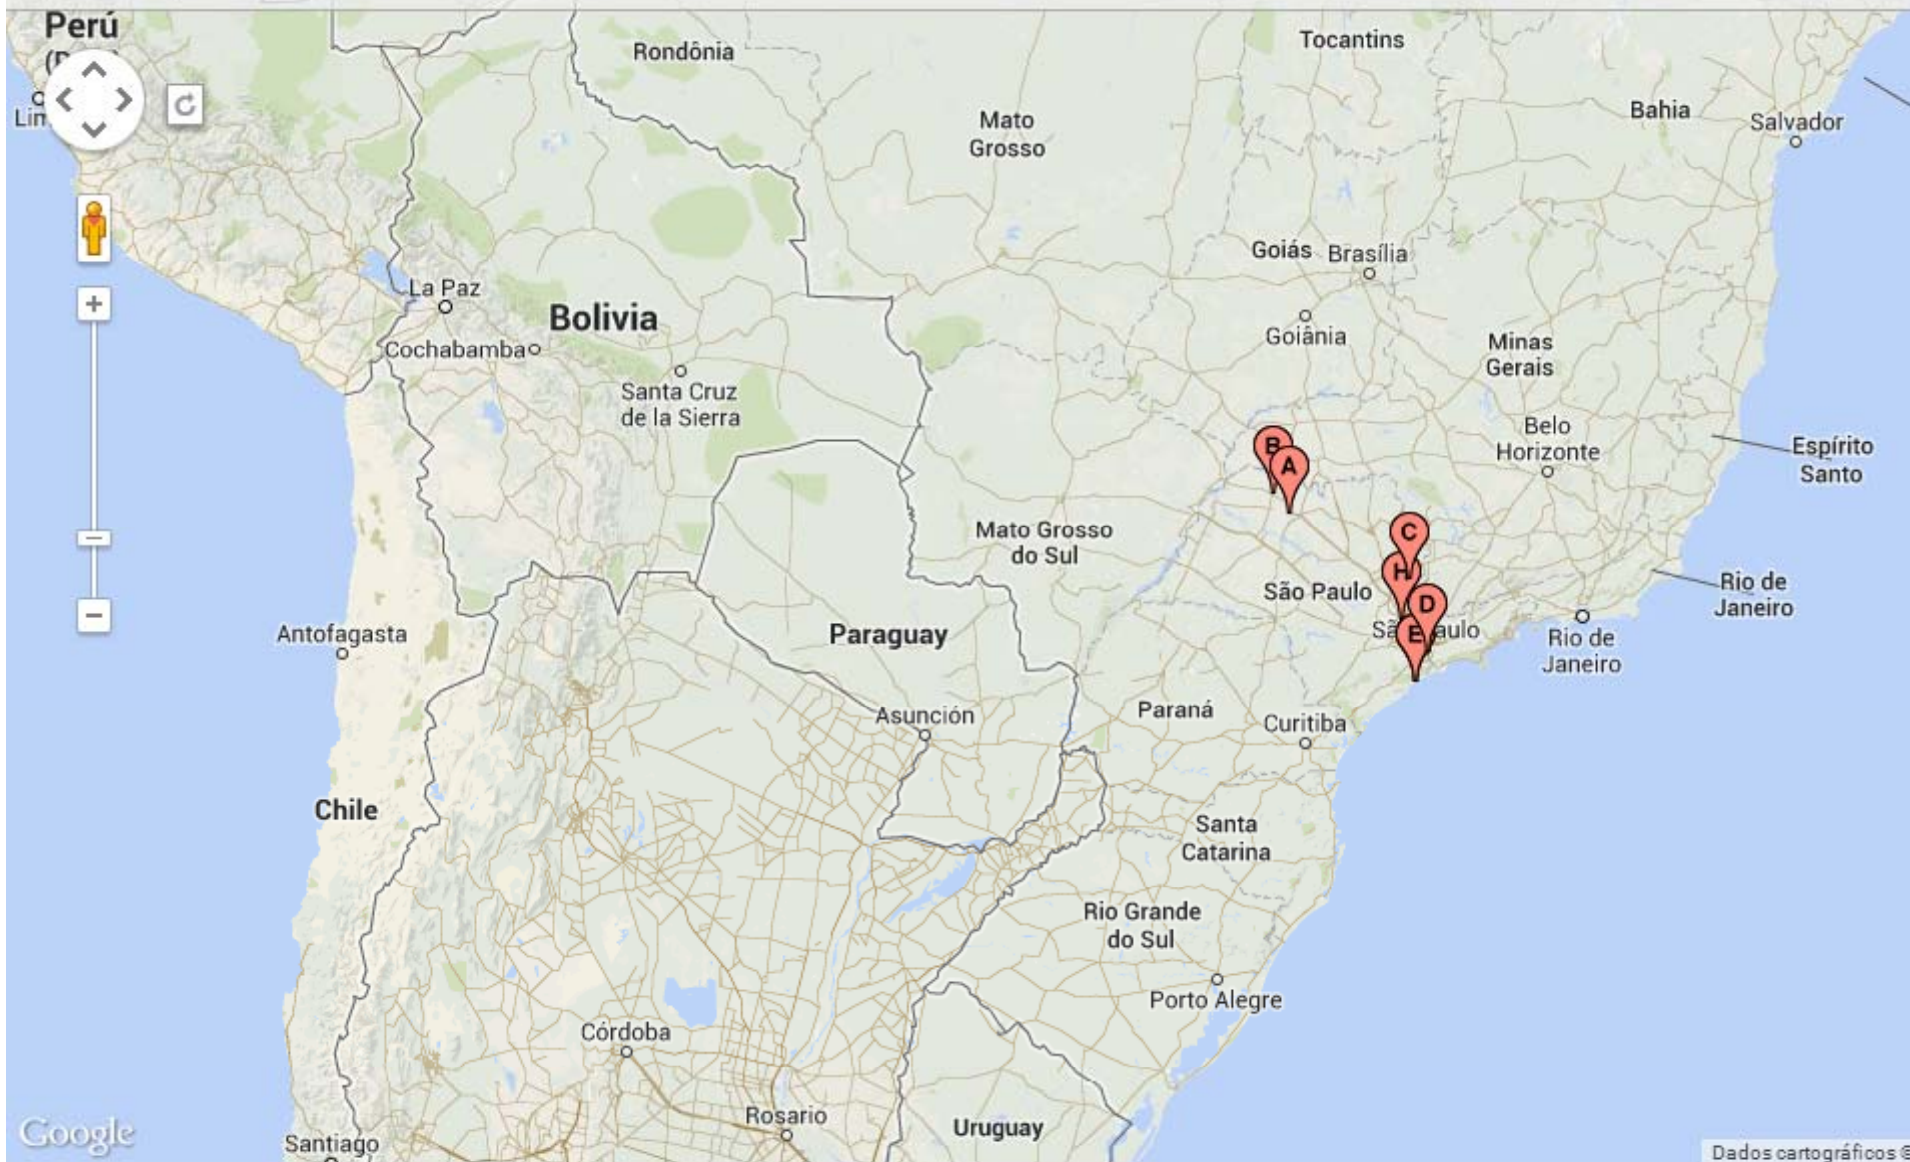 Perú
Rondônia
Tocantins
Mato
Grosso
Bahia
Salvador
Goiás
Brasília
La Paz
Bolivia
Goiânia
Cochabamba
Minas
Gerais
Santa Cruz
de la Sierra
Belo
Horizonte
Espírito
Santo
B
A
Mato Grosso
do Sul
C
H
São Paulo
D
E
Rio de
Janeiro
Antofagasta
Paraguay
Rio de
Janeiro
Asunción
Paraná
Curitiba
Chile
Santa
Catarina
Rio Grande
do Sul
Porto Alegre
Córdoba
Rosario
Uruguay
Google
Santiago
Dados cartográficos ©